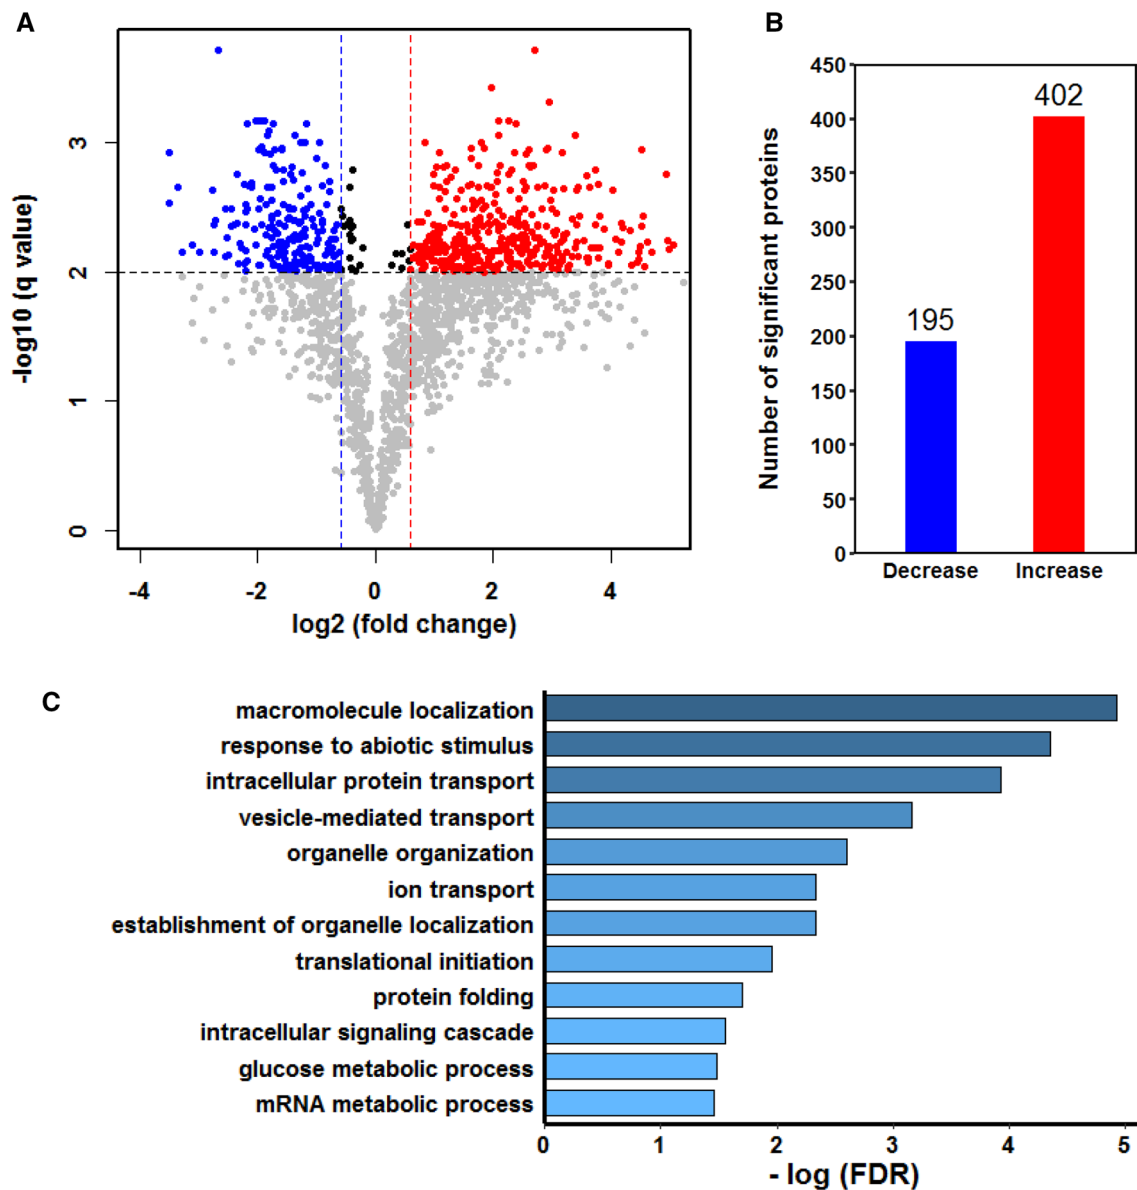 A
B
-log10 (q value)
3
2
1
0
-4
-2
0
2
4
log2 (fold change)
Number of significant proteins
450
400
350
300
250
200
150
100
50
0
195
402
Decrease
Increase
C
macromolecule localization
response to abiotic stimulus
intracellular protein transport
vesicle-mediated transport
organelle organization
ion transport
establishment of organelle localization
translational initiation
protein folding
intracellular signaling cascade
glucose metabolic process
mRNA metabolic process
0
1
2
3
4
5
- log (FDR)